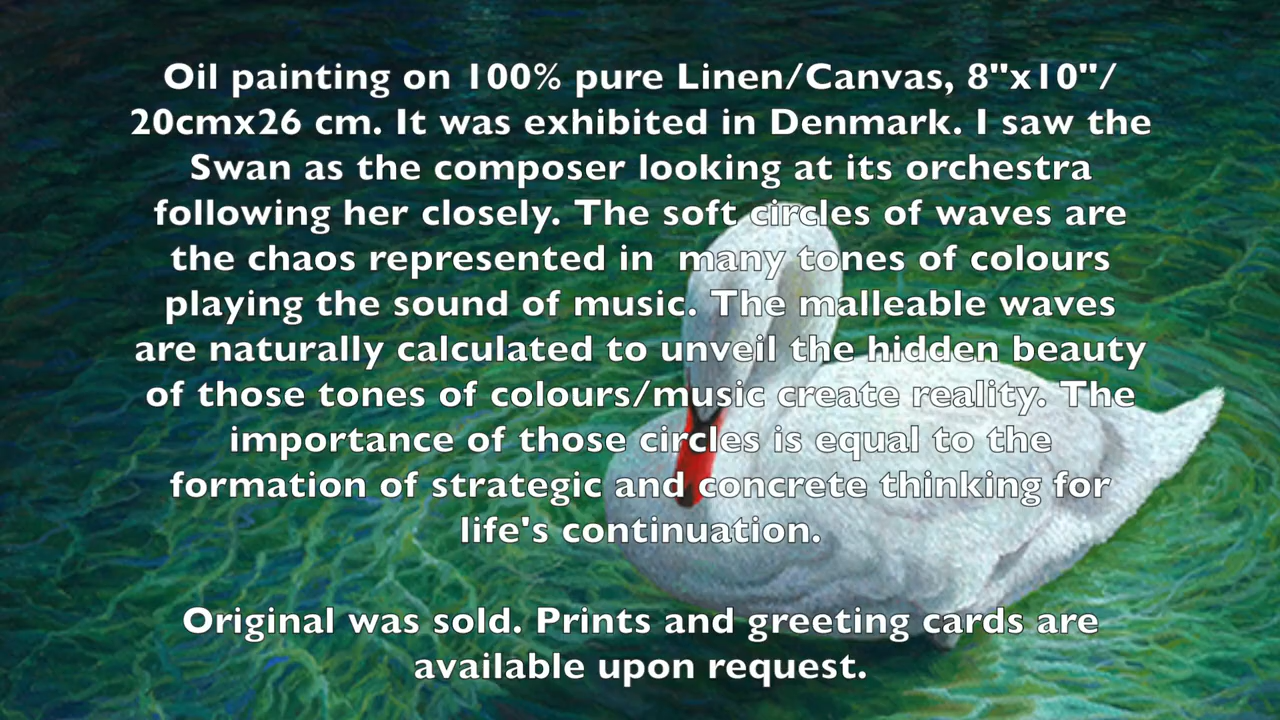 Oil painting on 100% pure Linen/Canvas, 8"x10"/
20cmx26 cm. It was exhibited in Denmark. I saw the
Swan as the composer looking at its orchestra
following her closely. The soft circles of waves are
the chaos represented in  many tones of colours
playing the sound of music. The malleable waves
are naturally calculated to unveil the hidden beauty
of those tones of colours/music create reality. The
importance of those circles is equal to the
formation of strategic and concrete thinking for
life's continuation.
Original was sold. Prints and greeting cards are
available upon request.